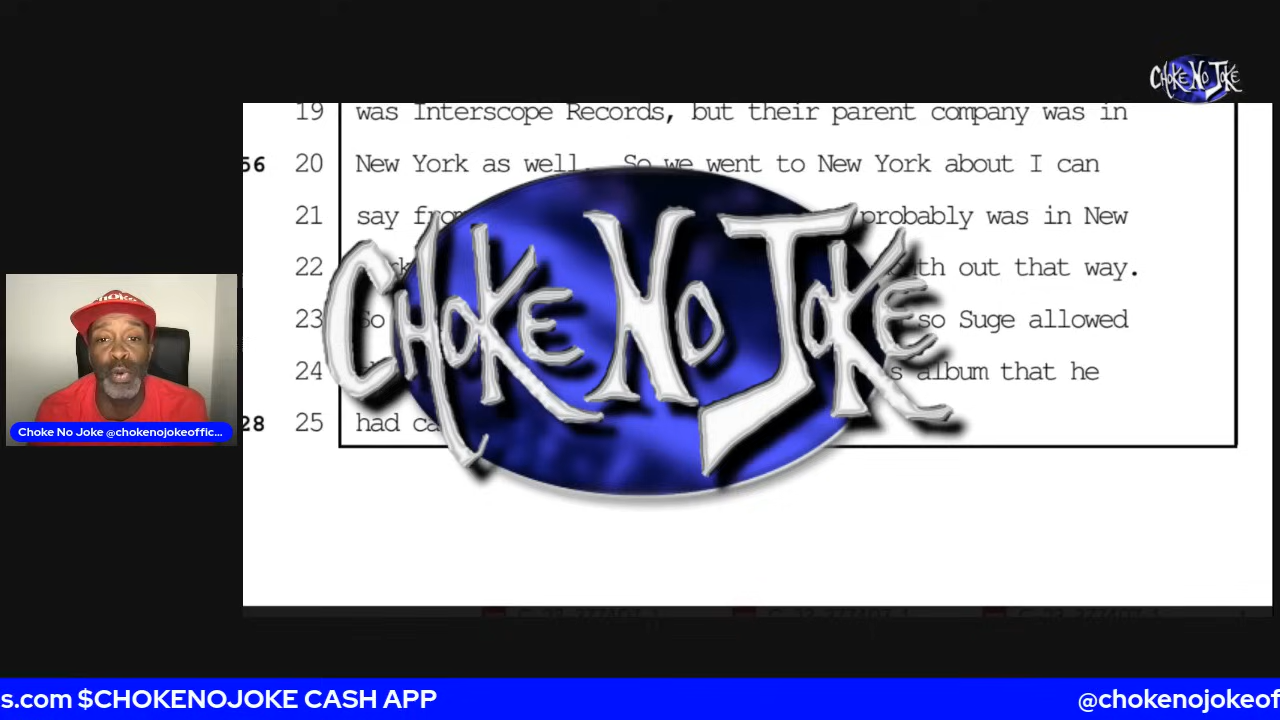 CHOKE NO JOKE
19 was Interscope Records, but their parent company was in
56 20 New York as well. So we went to New York about I can
21 say from probably was in New
22 out that way.
23 So so Suge allowed
24 album that he
28 25 had
CHOKE NO JOKE
Choke No Joke @chokenojokeoffic...
s.com $CHOKENOJOKE CASH APP
@chokenojokeof